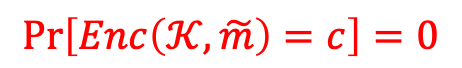 Pr[Enc(𝒦, m̃) = c] = 0